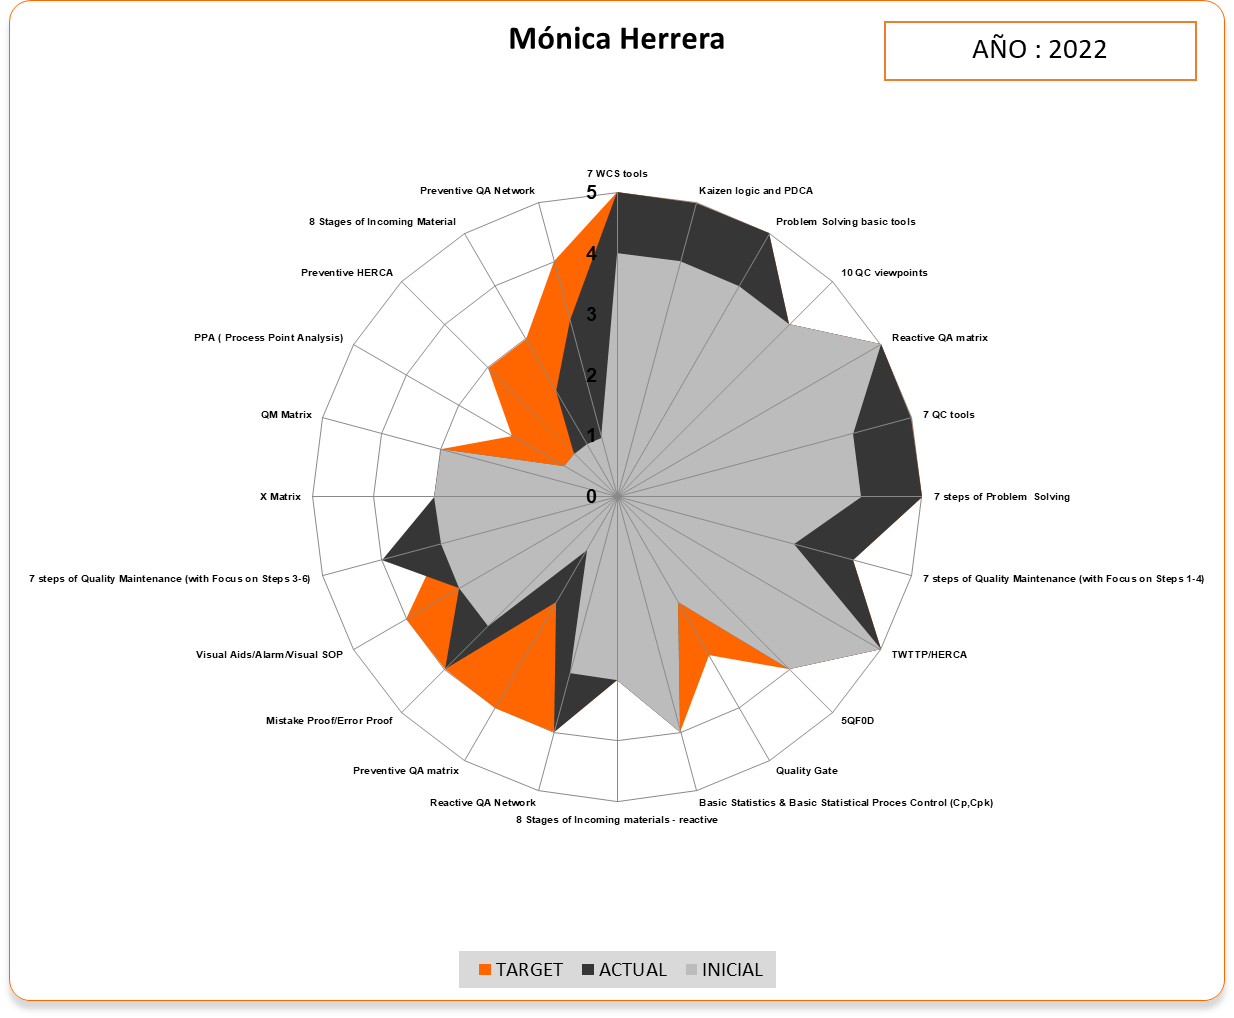 Mónica Herrera
AÑO : 2022
7 WCS tools
Preventive QA Network
5
Kaizen logic and PDCA
8 Stages of Incoming Material
Problem Solving basic tools
4
Preventive HERCA
10 QC viewpoints
3
PPA ( Process Point Analysis)
Reactive QA matrix
2
QM Matrix
7 QC tools
1
X Matrix
0
7 steps of Problem  Solving
7 steps of Quality Maintenance (with Focus on Steps 3-6)
7 steps of Quality Maintenance (with Focus on Steps 1-4)
Visual Aids/Alarm/Visual SOP
TWTTP/HERCA
Mistake Proof/Error Proof
5QF0D
Preventive QA matrix
Quality Gate
Reactive QA Network
Basic Statistics & Basic Statistical Proces Control (Cp,Cpk)
8 Stages of Incoming materials - reactive
TARGET ACTUAL INICIAL